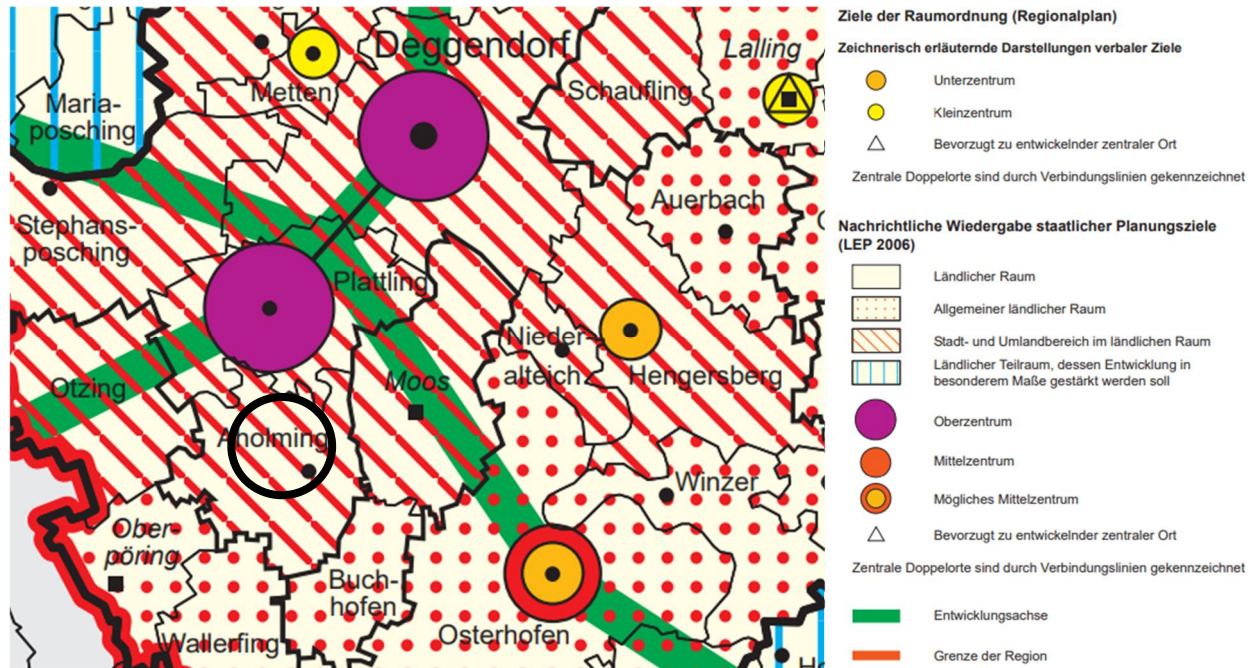 Deggendorf
Lalling
Metten
Schaufling
Maria-
posching
Auerbach
Stephans-
posching
Plattling
Nieder-
alteich
Hengersberg
Otzing
Moos
Aholming
Winzer
Ober-
pöring
Buch-
hofen
Wallerfing
Osterhofen
Ziele der Raumordnung (Regionalplan)
Zeichnerisch erläuternde Darstellungen verbaler Ziele
Unterzentrum
Kleinzentrum
Bevorzugt zu entwickelnder zentraler Ort
Zentrale Doppelorte sind durch Verbindungslinien gekennzeichnet
Nachrichtliche Wiedergabe staatlicher Planungsziele
(LEP 2006)
Ländlicher Raum
Allgemeiner ländlicher Raum
Stadt- und Umlandbereich im ländlichen Raum
Ländlicher Teilraum, dessen Entwicklung in
besonderem Maße gestärkt werden soll
Oberzentrum
Mittelzentrum
Mögliches Mittelzentrum
Bevorzugt zu entwickelnder zentraler Ort
Zentrale Doppelorte sind durch Verbindungslinien gekennzeichnet
Entwicklungsachse
Grenze der Region